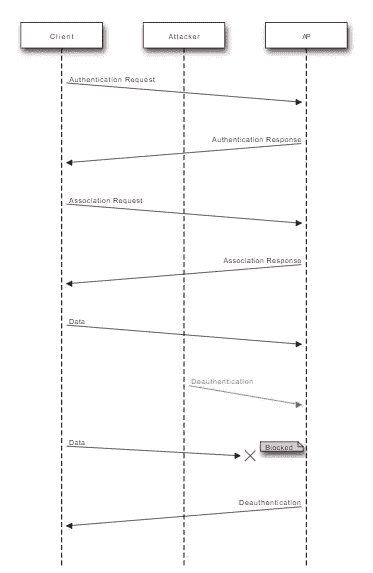 Client Attacker AP
Authentication Request
Authentication Response
Association Request
Association Response
Data
Deauthentication
Data
Blocked
Deauthentication